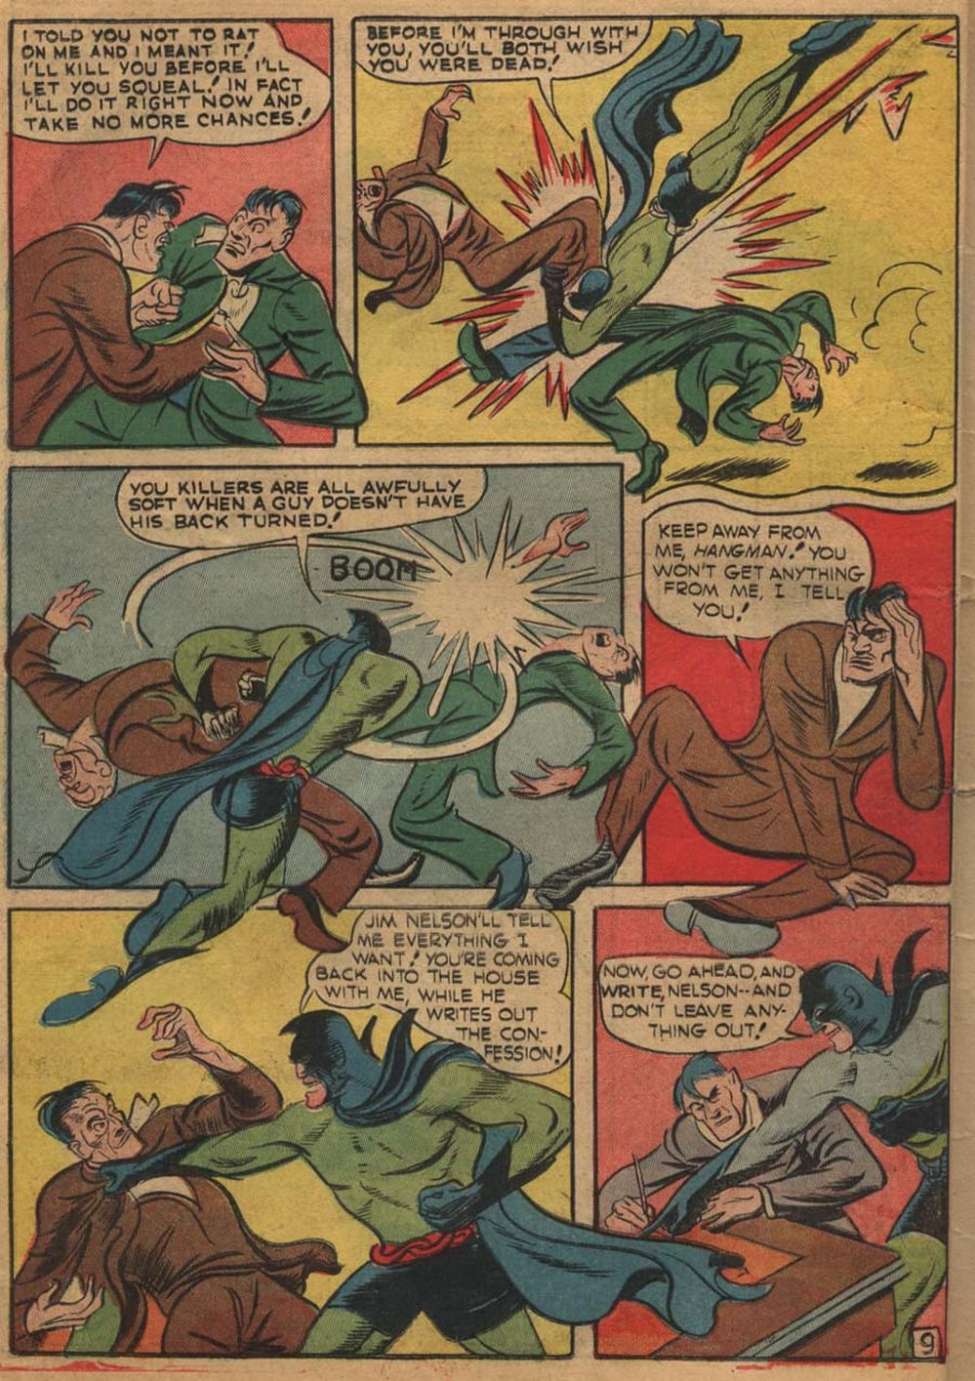 I TOLD YOU NOT TO RAT
ON ME AND I MEANT IT!
I'LL KILL YOU BEFORE I'LL
LET YOU SQUEAL! IN FACT
I'LL DO IT RIGHT NOW AND
TAKE NO MORE CHANCES!
BEFORE I'M THROUGH WITH
YOU, YOU'LL BOTH WISH
YOU WERE DEAD!
YOU KILLERS ARE ALL AWFULLY
SOFT WHEN A GUY DOESN'T HAVE
HIS BACK TURNED!
BOOM
KEEP AWAY FROM
ME, HANGMAN! YOU
WON'T GET ANYTHING
FROM ME, I TELL
YOU!
JIM NELSON'LL TELL
ME EVERYTHING I
WANT! YOU'RE COMING
BACK INTO THE HOUSE
WITH ME, WHILE HE
WRITES OUT
THE CON-
FESSION!
NOW, GO AHEAD, AND
WRITE, NELSON--AND
DON'T LEAVE ANY-
THING OUT!
9